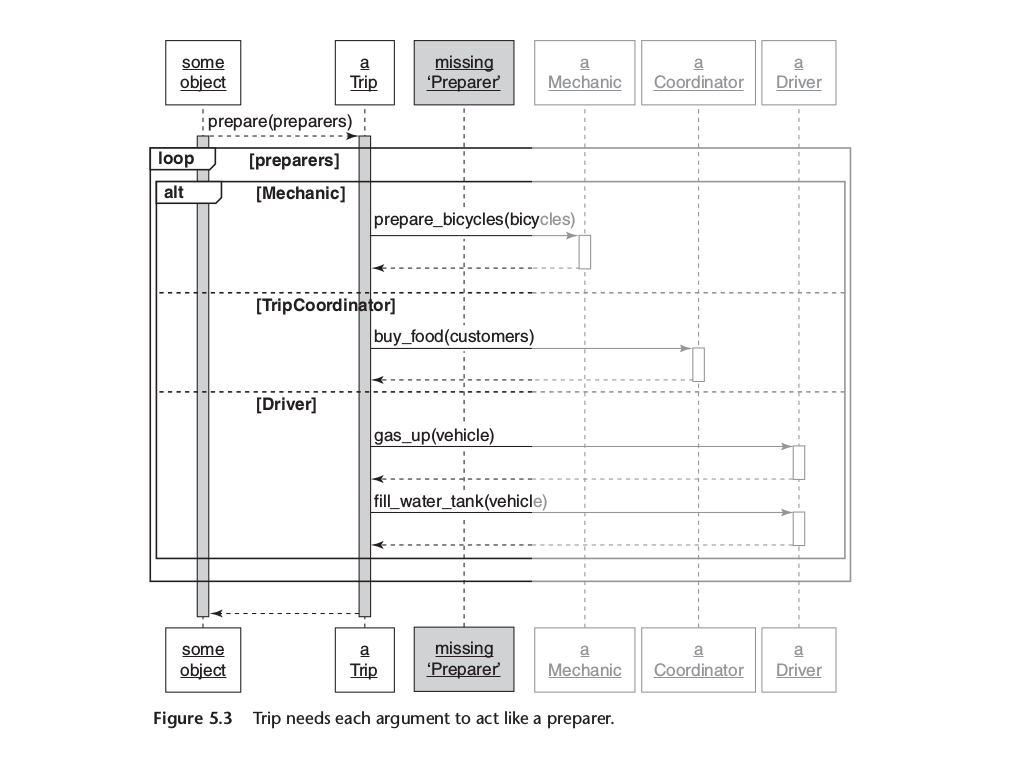 some
object
a
Trip
missing
‘Preparer’
a
Mechanic
a
Coordinator
a
Driver
prepare(preparers)
loop
[preparers]
alt
[Mechanic]
prepare_bicycles(bicycles)
[TripCoordinator]
buy_food(customers)
[Driver]
gas_up(vehicle)
fill_water_tank(vehicle)
some
object
a
Trip
missing
‘Preparer’
a
Mechanic
a
Coordinator
a
Driver
Figure 5.3 Trip needs each argument to act like a preparer.